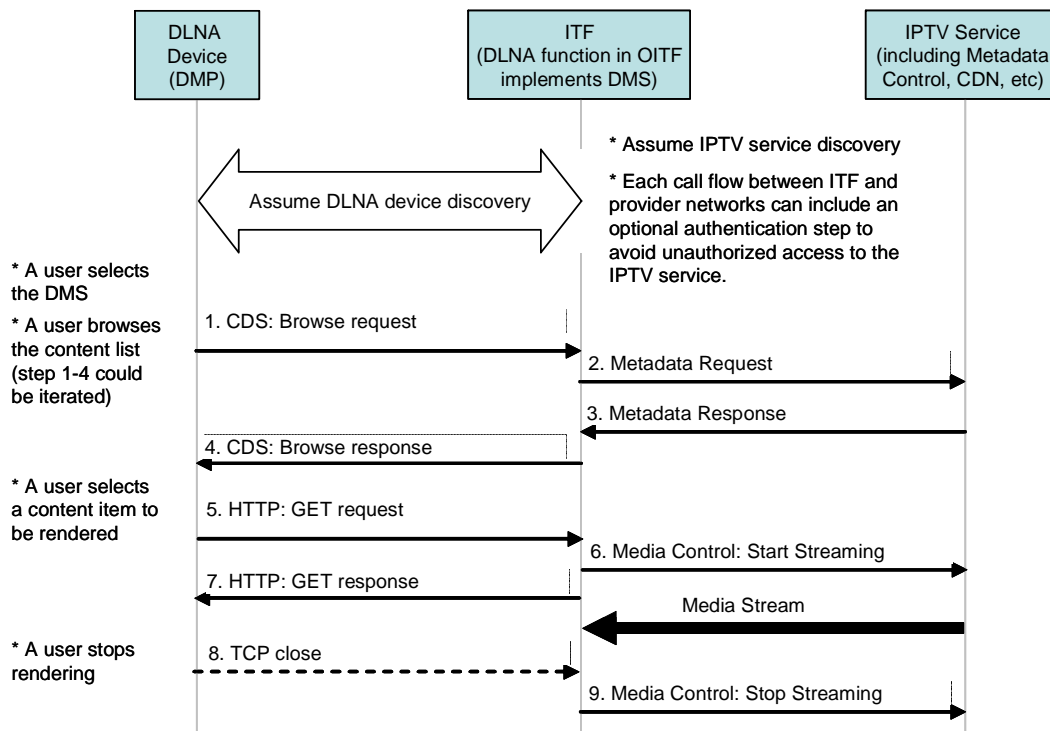 DLNA
Device
(DMP)
ITF
(DLNA function in OITF
implements DMS)
IPTV Service
(including Metadata
Control, CDN, etc)
* Assume IPTV service discovery
* Each call flow between ITF and
provider networks can include an
optional authentication step to
avoid unauthorized access to the
IPTV service.
Assume DLNA device discovery
* A user selects
the DMS
* A user browses
the content list
(step 1-4 could
be iterated)
1. CDS: Browse request
2. Metadata Request
3. Metadata Response
4. CDS: Browse response
* A user selects
a content item to
be rendered
5. HTTP: GET request
6. Media Control: Start Streaming
7. HTTP: GET response
Media Stream
* A user stops
rendering
8. TCP close
9. Media Control: Stop Streaming